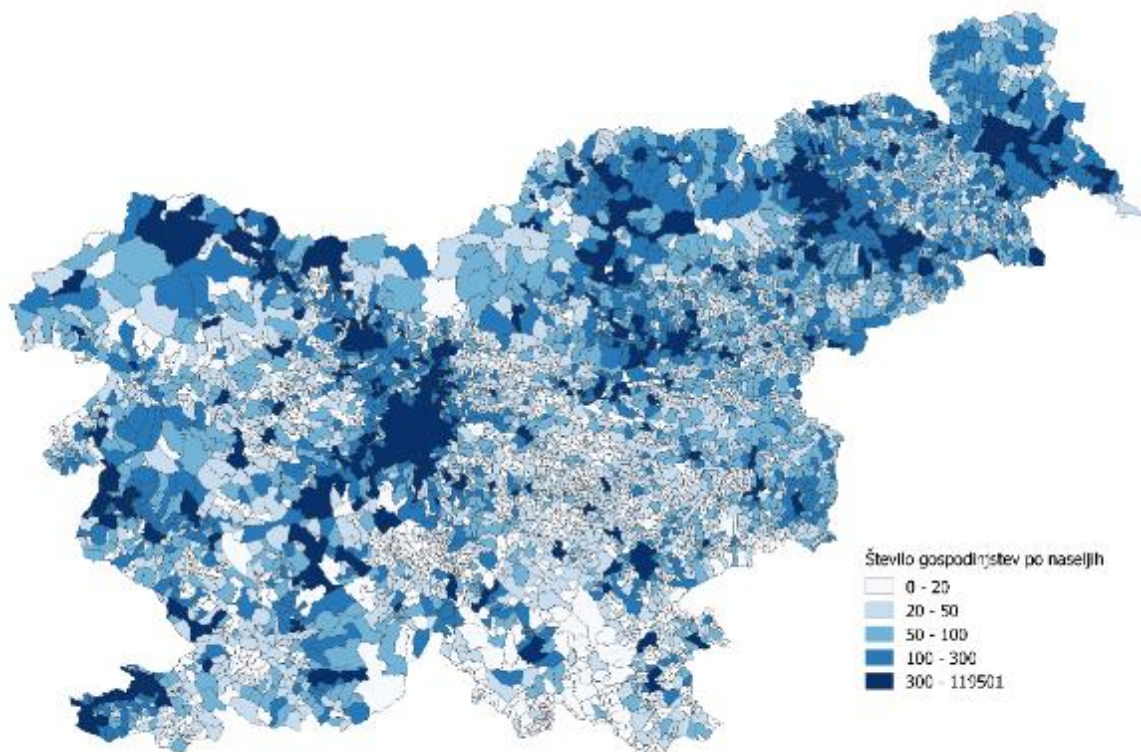 Število gospodinjstev po naseljih
0 - 20
20 - 50
50 - 100
100 - 300
300 - 119501